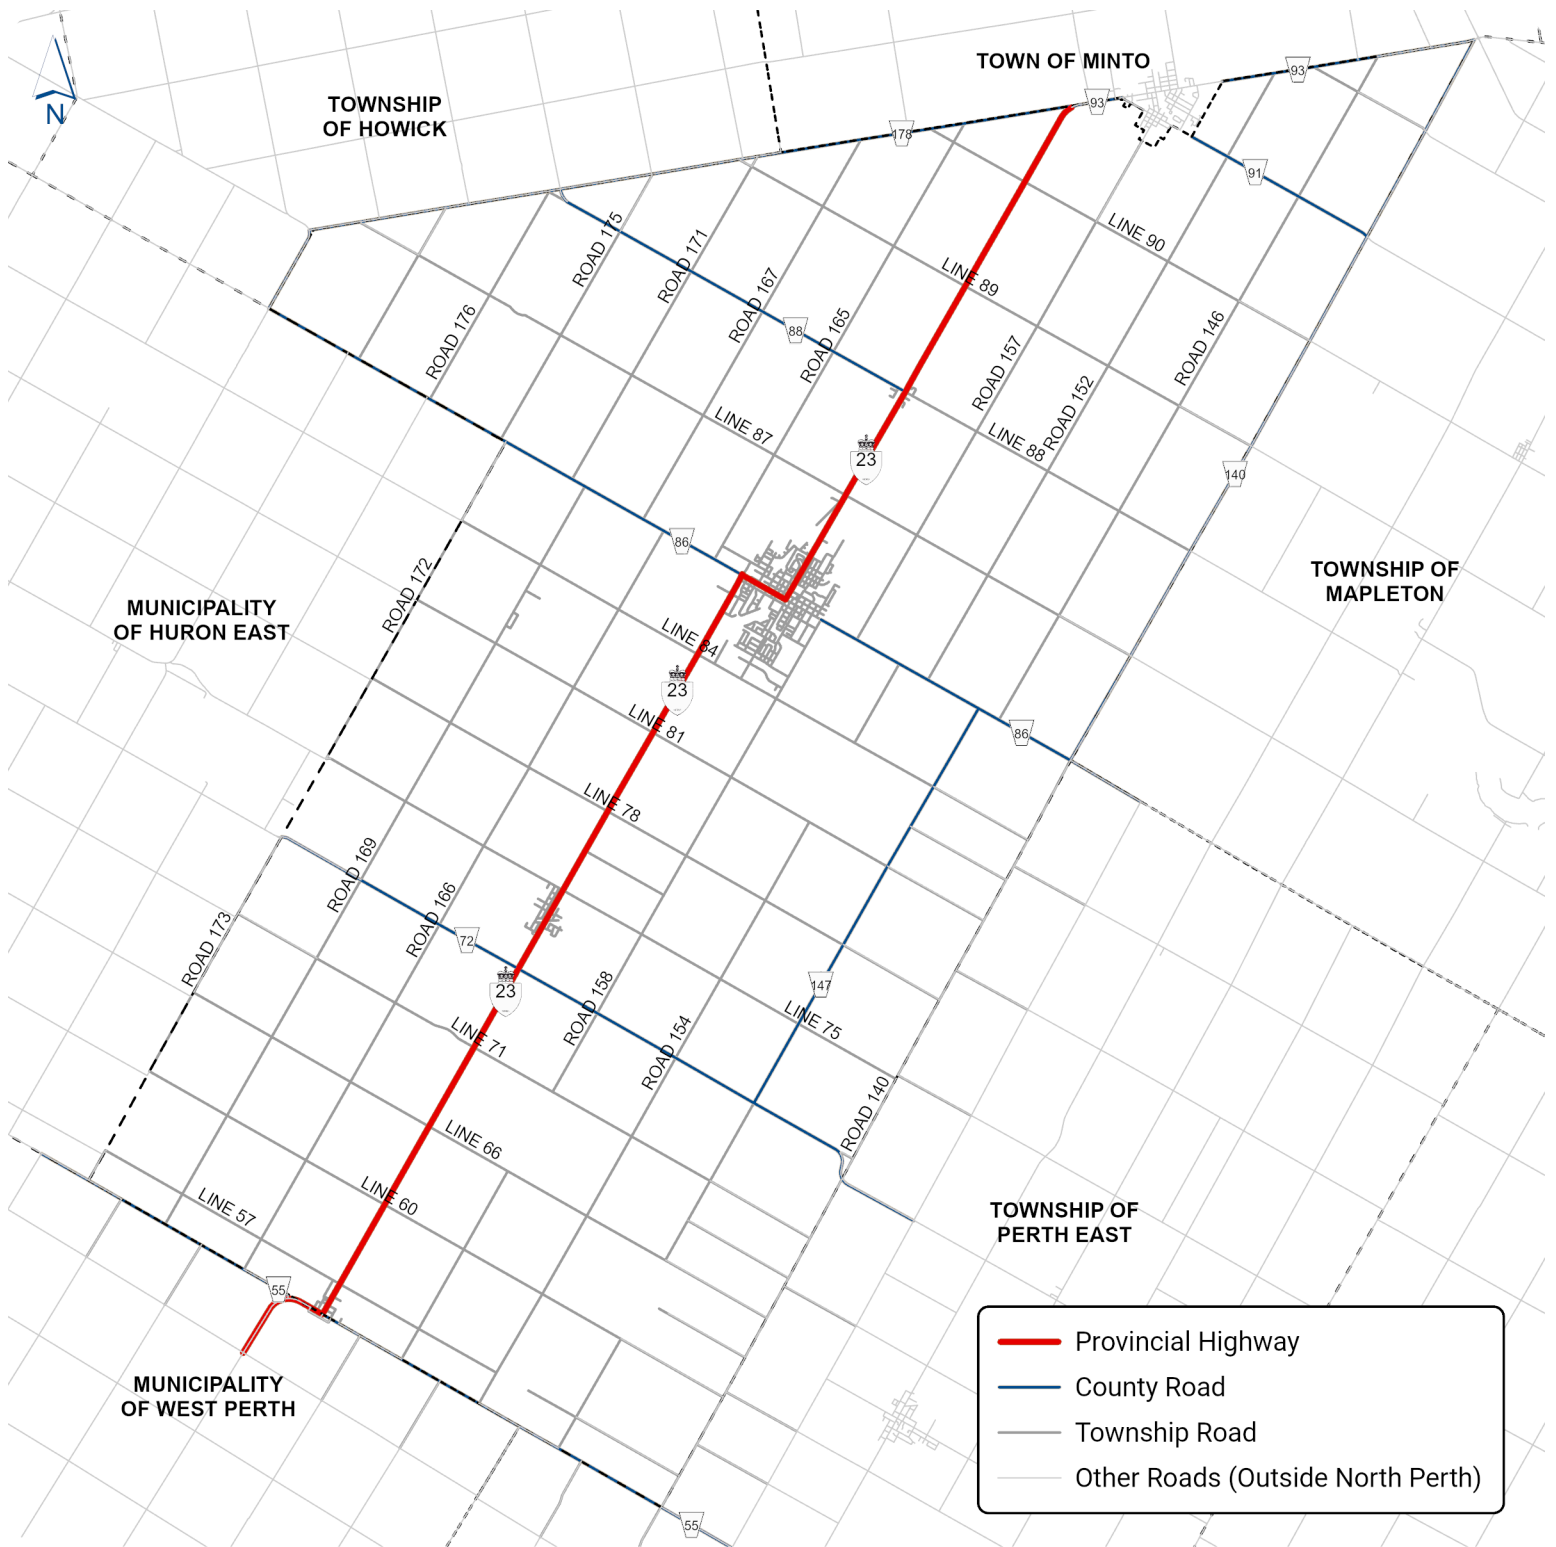 TOWN OF MINTO
93
93
TOWNSHIP
OF HOWICK
178
N
91
ROAD 175
LINE 90
ROAD 171
LINE 89
ROAD 167
88
ROAD 165
ROAD 176
ROAD 157
ROAD 146
ROAD 152
LINE 87
LINE 88
23
140
86
TOWNSHIP OF
MAPLETON
ROAD 172
MUNICIPALITY
OF HURON EAST
LINE 84
23
LINE 81
86
LINE 78
ROAD 169
ROAD 166
72
ROAD 173
23
147
ROAD 158
LINE 75
LINE 71
ROAD 154
ROAD 140
LINE 66
LINE 60
LINE 57
TOWNSHIP OF
PERTH EAST
55
MUNICIPALITY
OF WEST PERTH
55
Provincial Highway
County Road
Township Road
Other Roads (Outside North Perth)